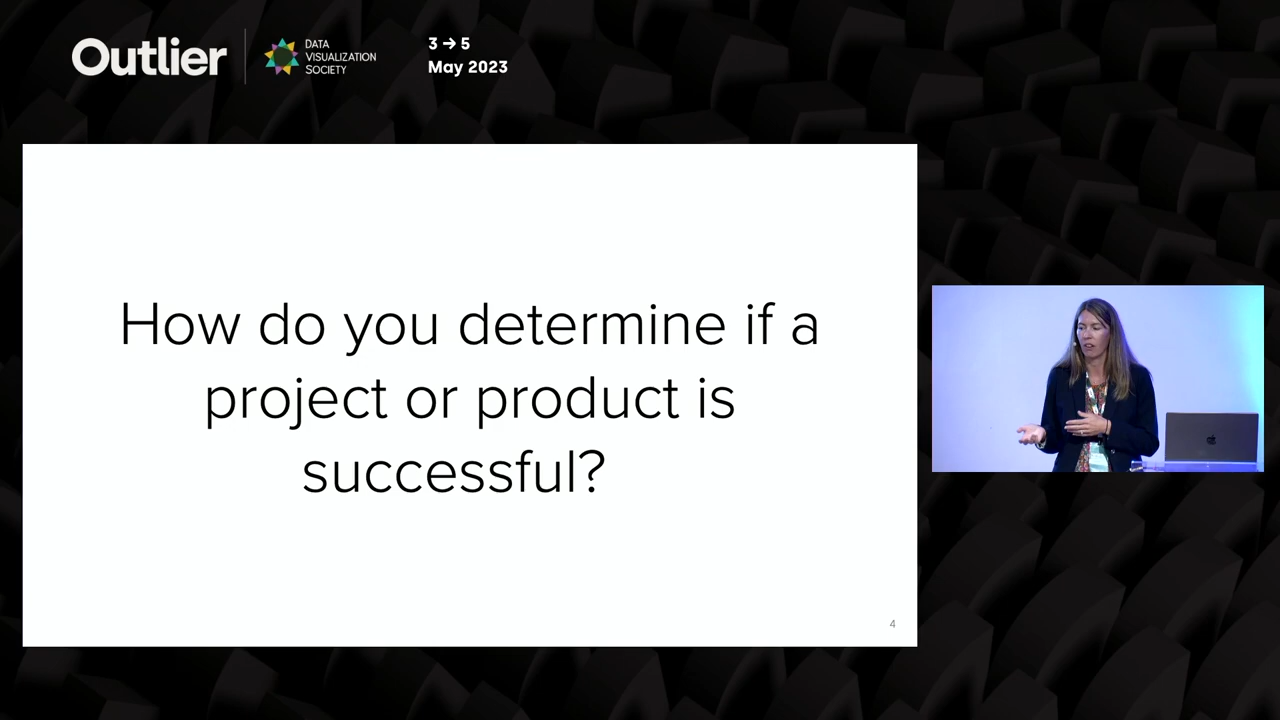 Outlier
DATA
VISUALIZATION
SOCIETY
3 → 5
May 2023
How do you determine if a
project or product is
successful?
4